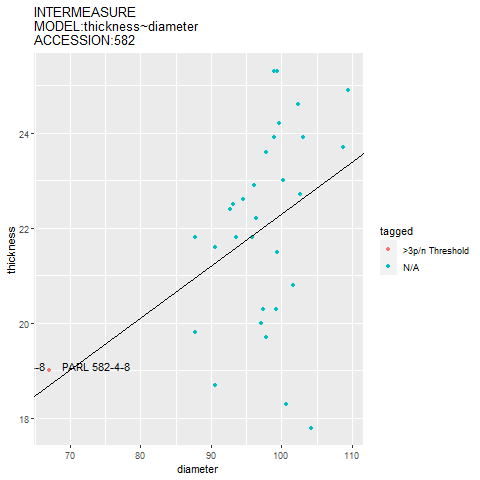 INTERMEASURE
MODEL:thickness~diameter
ACCESSION:582
thickness
24
22
20
18
-8 PARL 582-4-8
70
80
90
100
110
diameter
tagged
>3p/n Threshold
N/A